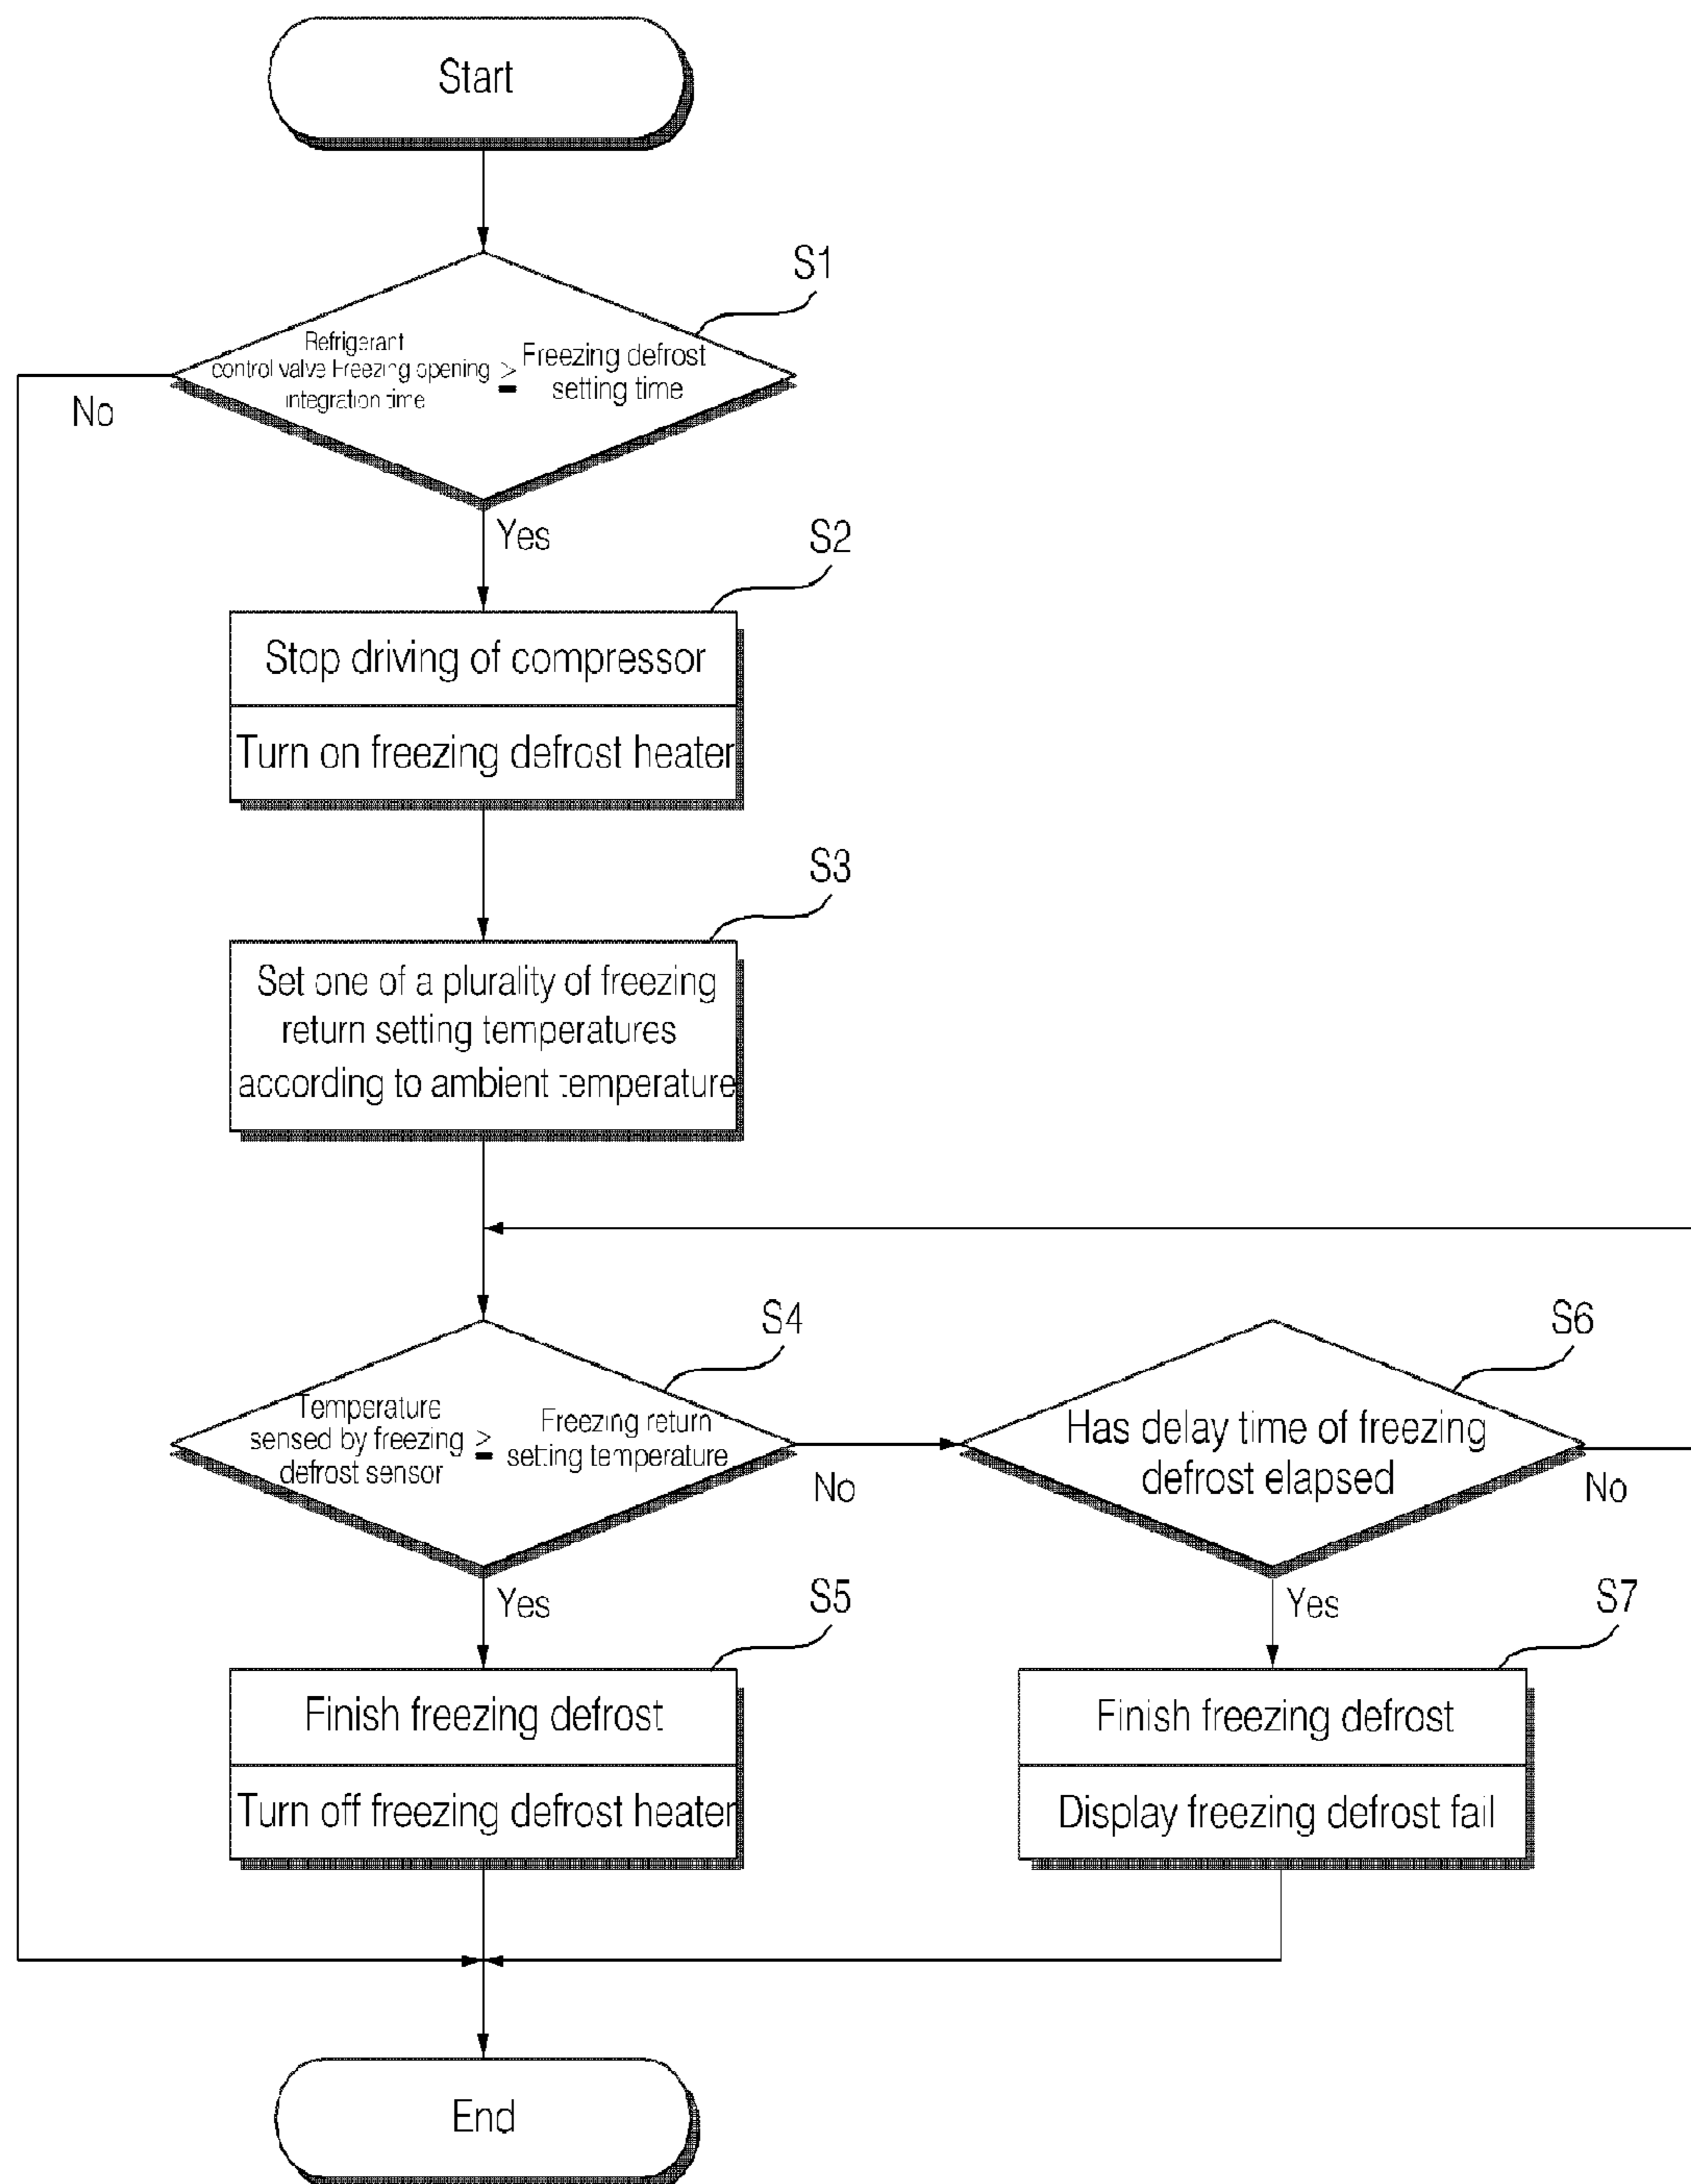 Start
S1
Refrigerant
control valve Freezing opening
integration time
≥
Freezing defrost
setting time
No
Yes
S2
Stop driving of compressor
Turn on freezing defrost heater
S3
Set one of a plurality of freezing
return setting temperatures
according to ambient temperature
S4
Temperature
sensed by freezing
defrost sensor
≥
Freezing return
setting temperature
No
Yes
S6
Has delay time of freezing
defrost elapsed
No
Yes
S5
Finish freezing defrost
Turn off freezing defrost heater
S7
Finish freezing defrost
Display freezing defrost fail
End